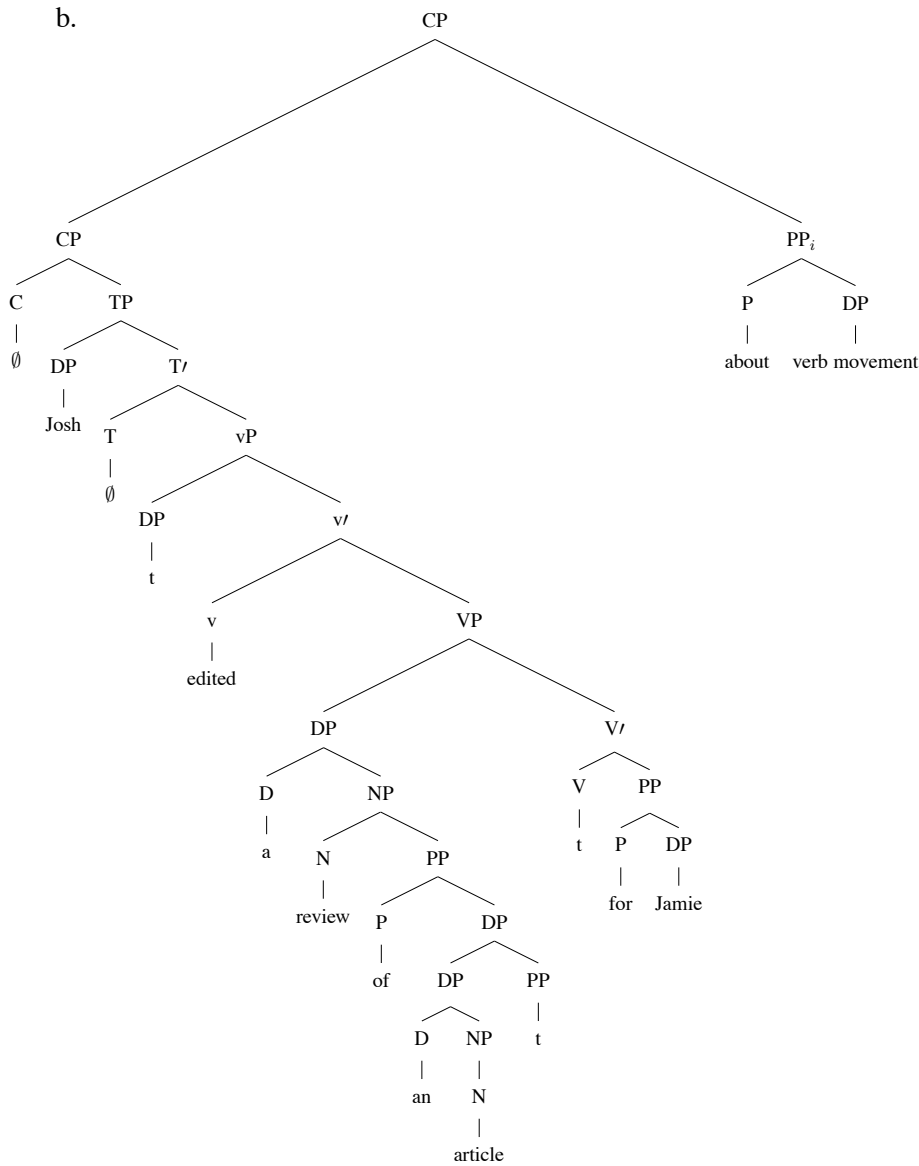 b.
CP
CP PPᵢ
C TP P DP
∅ DP T′ about verb movement
Josh T vP
∅ DP v′
t v VP
edited DP V′
D NP V PP
a N PP t P DP
review P DP for Jamie
of DP PP
D NP t
an N
article